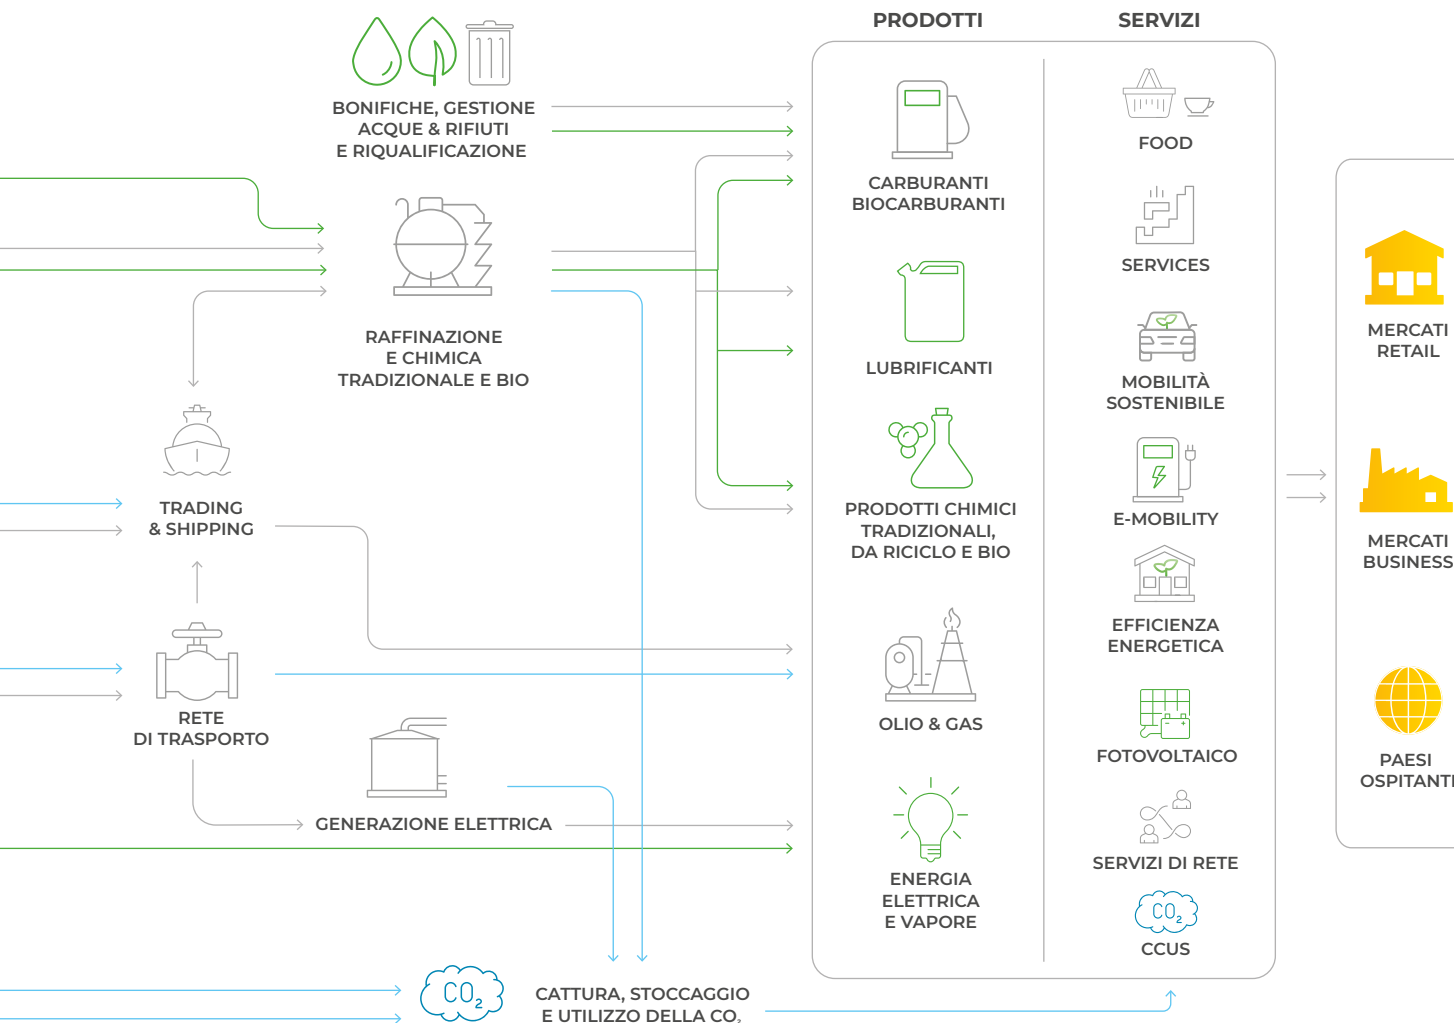 PRODOTTI
SERVIZI
BONIFICHE, GESTIONE
ACQUE & RIFIUTI
E RIQUALIFICAZIONE
RAFFINAZIONE
E CHIMICA
TRADIZIONALE E BIO
TRADING
& SHIPPING
RETE
DI TRASPORTO
GENERAZIONE ELETTRICA
CO2
CATTURA, STOCCAGGIO
E UTILIZZO DELLA CO2
CARBURANTI
BIOCARBURANTI
LUBRIFICANTI
PRODOTTI CHIMICI
TRADIZIONALI,
DA RICICLO E BIO
OLIO & GAS
ENERGIA
ELETTRICA
E VAPORE
FOOD
SERVICES
MOBILITÀ
SOSTENIBILE
E-MOBILITY
EFFICIENZA
ENERGETICA
FOTOVOLTAICO
SERVIZI DI RETE
CO2
CCUS
MERCATI
RETAIL
MERCATI
BUSINESS
PAESI
OSPITANTI